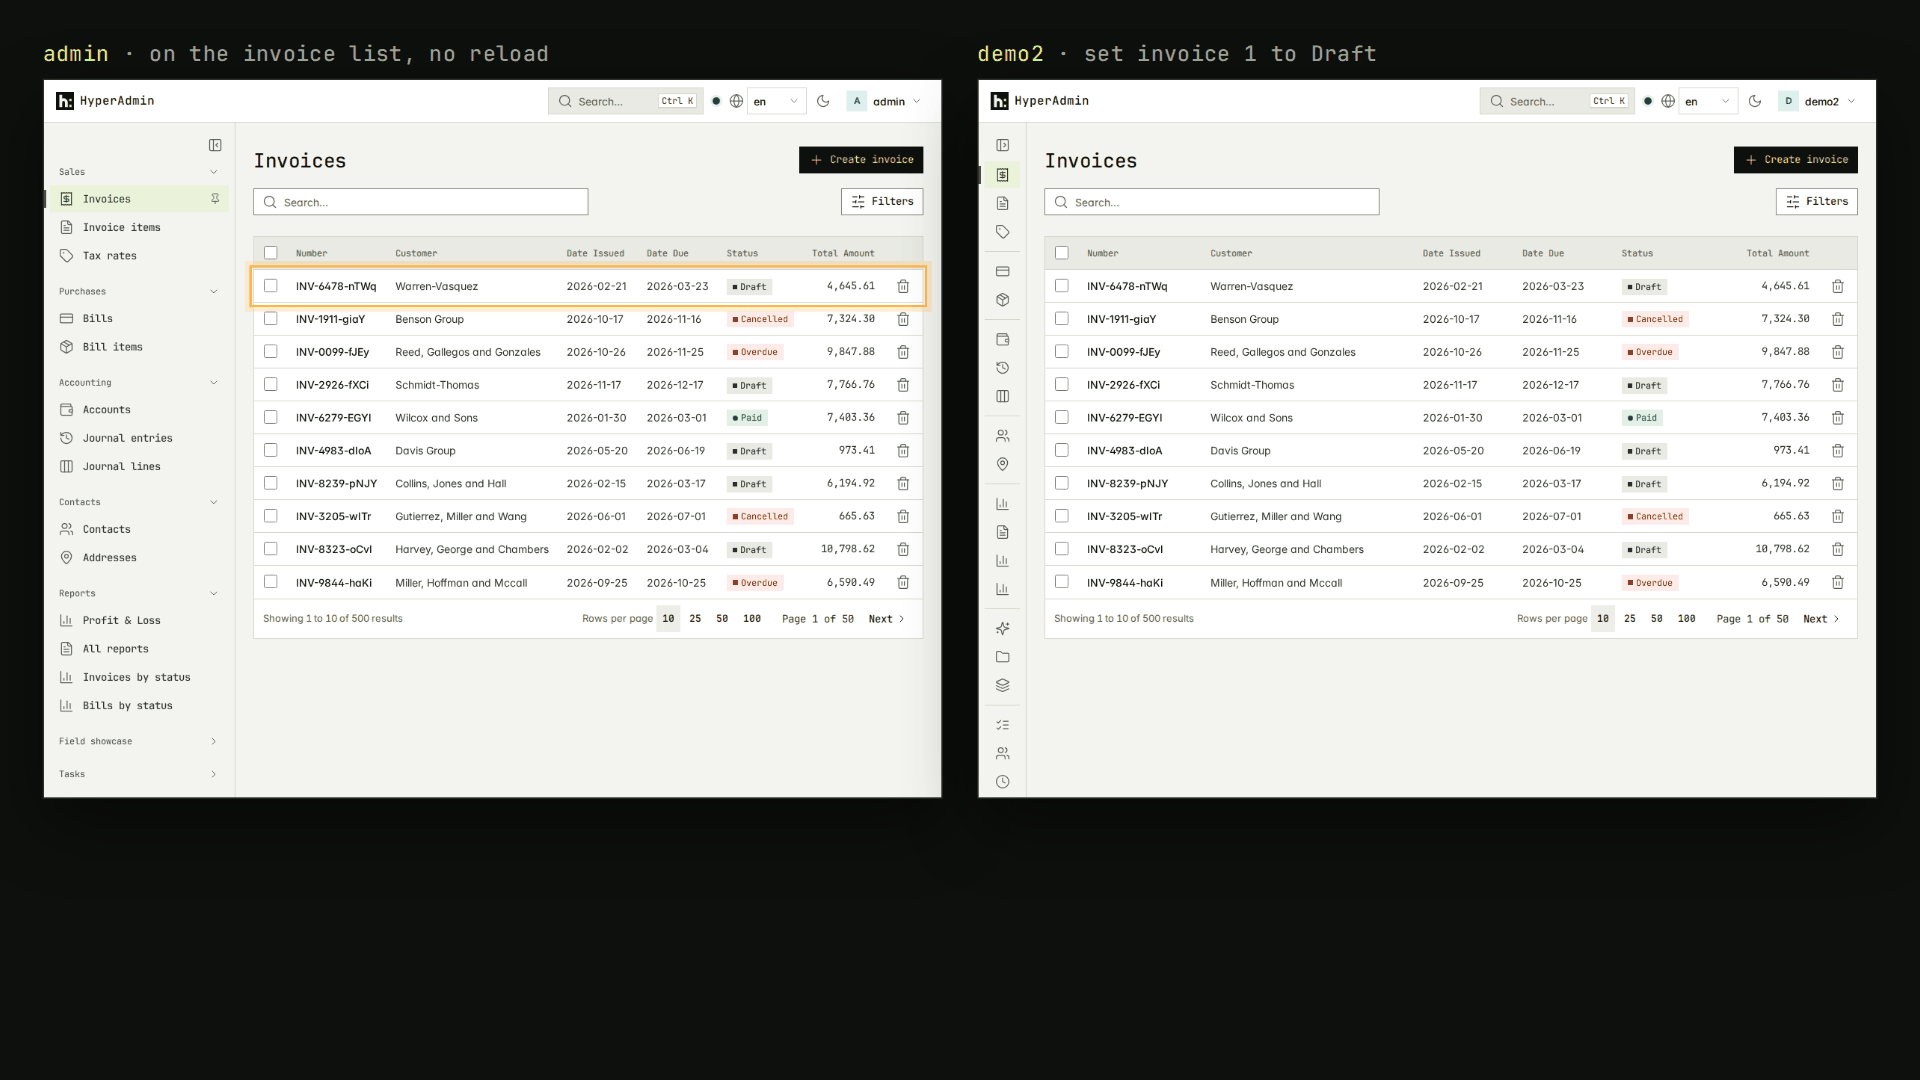 admin · on the invoice list, no reload
h: HyperAdmin
Search... Ctrl K
en
A admin
Sales
Invoices
Invoice items
Tax rates
Purchases
Bills
Bill items
Accounting
Accounts
Journal entries
Journal lines
Contacts
Contacts
Addresses
Reports
Profit & Loss
All reports
Invoices by status
Bills by status
Field showcase
Tasks
Invoices
+ Create invoice
Search...
Filters
Number Customer Date Issued Date Due Status Total Amount
INV-6478-nTWq Warren-Vasquez 2026-02-21 2026-03-23 Draft 4,645.61
INV-1911-giaY Benson Group 2026-10-17 2026-11-16 Cancelled 7,324.30
INV-0099-fJEy Reed, Gallegos and Gonzales 2026-10-26 2026-11-25 Overdue 9,847.88
INV-2926-fXCi Schmidt-Thomas 2026-11-17 2026-12-17 Draft 7,766.76
INV-6279-EGYI Wilcox and Sons 2026-01-30 2026-03-01 Paid 7,403.36
INV-4983-dIoA Davis Group 2026-05-20 2026-06-19 Draft 973.41
INV-8239-pNJY Collins, Jones and Hall 2026-02-15 2026-03-17 Draft 6,194.92
INV-3205-wITr Gutierrez, Miller and Wang 2026-06-01 2026-07-01 Cancelled 665.63
INV-8323-oCvI Harvey, George and Chambers 2026-02-02 2026-03-04 Draft 10,798.62
INV-9844-haKi Miller, Hoffman and Mccall 2026-09-25 2026-10-25 Overdue 6,590.49
Showing 1 to 10 of 500 results Rows per page 10 25 50 100 Page 1 of 50 Next
demo2 · set invoice 1 to Draft
h: HyperAdmin
Search... Ctrl K
en
D demo2
Invoices
+ Create invoice
Search...
Filters
Number Customer Date Issued Date Due Status Total Amount
INV-6478-nTWq Warren-Vasquez 2026-02-21 2026-03-23 Draft 4,645.61
INV-1911-giaY Benson Group 2026-10-17 2026-11-16 Cancelled 7,324.30
INV-0099-fJEy Reed, Gallegos and Gonzales 2026-10-26 2026-11-25 Overdue 9,847.88
INV-2926-fXCi Schmidt-Thomas 2026-11-17 2026-12-17 Draft 7,766.76
INV-6279-EGYI Wilcox and Sons 2026-01-30 2026-03-01 Paid 7,403.36
INV-4983-dIoA Davis Group 2026-05-20 2026-06-19 Draft 973.41
INV-8239-pNJY Collins, Jones and Hall 2026-02-15 2026-03-17 Draft 6,194.92
INV-3205-wITr Gutierrez, Miller and Wang 2026-06-01 2026-07-01 Cancelled 665.63
INV-8323-oCvI Harvey, George and Chambers 2026-02-02 2026-03-04 Draft 10,798.62
INV-9844-haKi Miller, Hoffman and Mccall 2026-09-25 2026-10-25 Overdue 6,590.49
Showing 1 to 10 of 500 results Rows per page 10 25 50 100 Page 1 of 50 Next